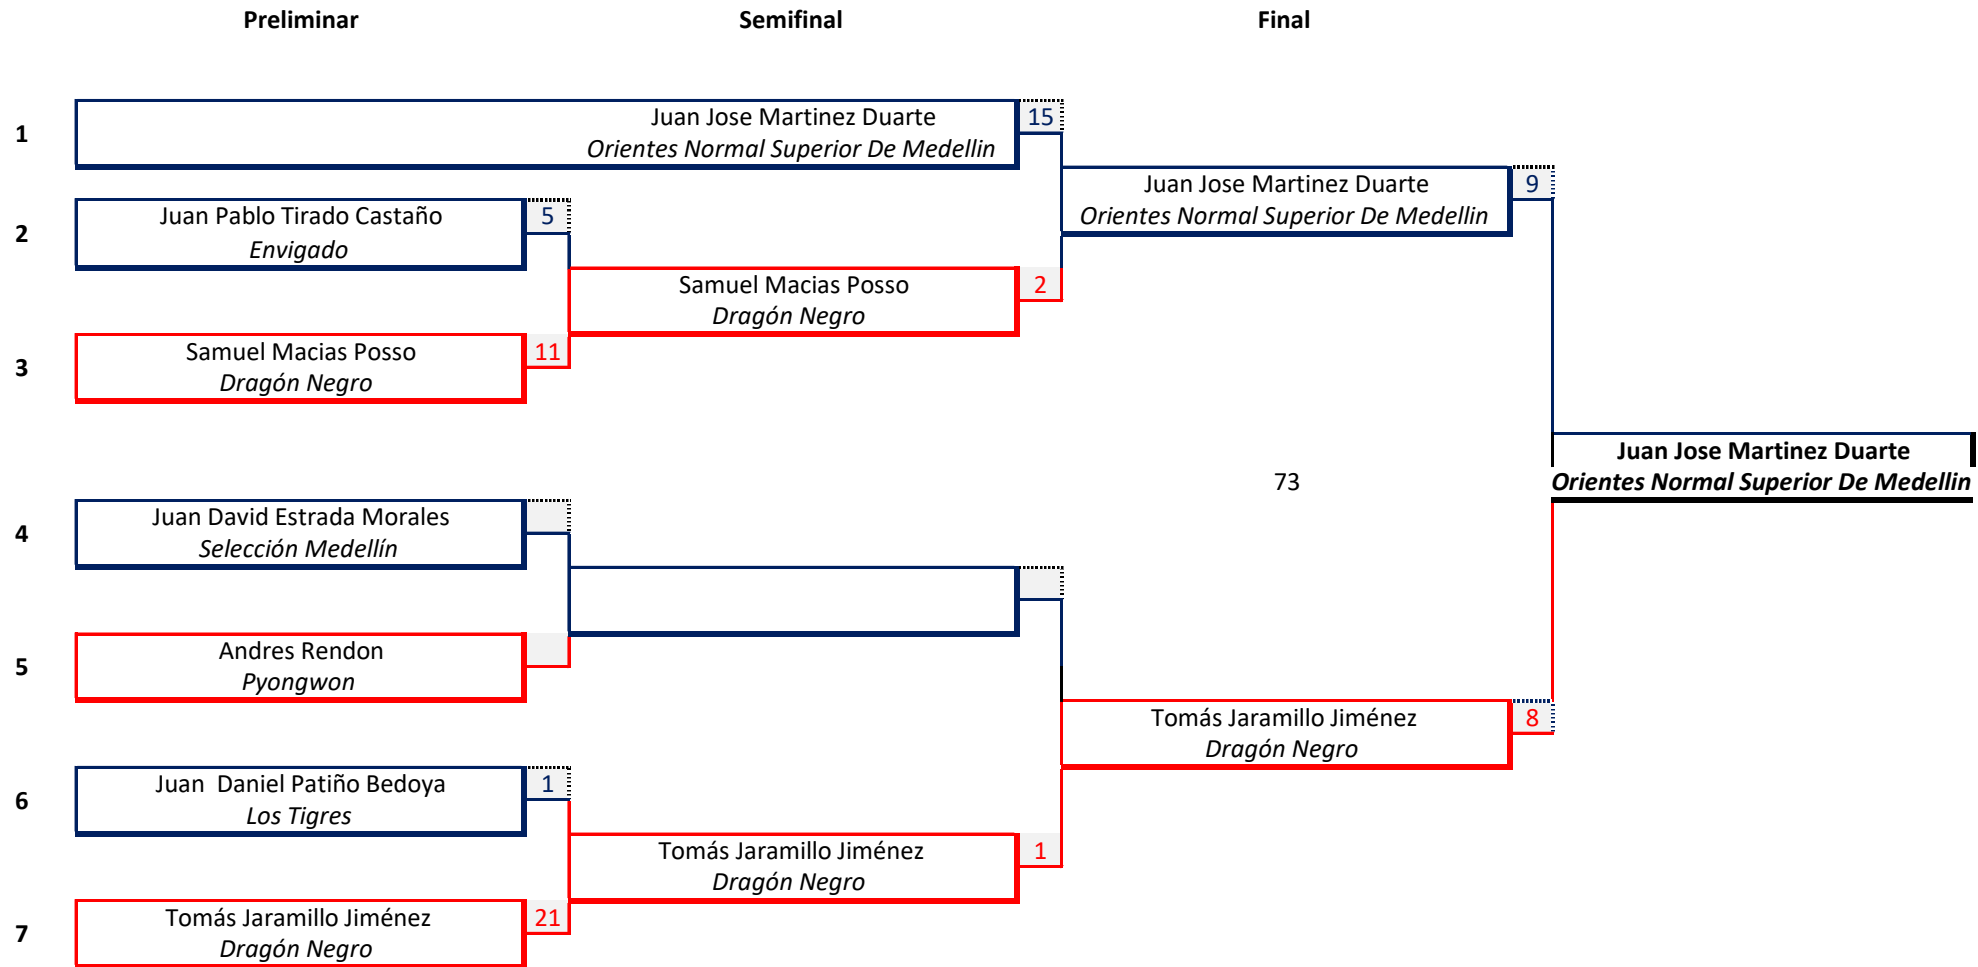 Preliminar
Semifinal
Final
1
Juan Jose Martinez Duarte
Orientes Normal Superior De Medellin
15
Juan Jose Martinez Duarte
Orientes Normal Superior De Medellin
9
2
Juan Pablo Tirado Castaño
Envigado
5
Samuel Macias Posso
Dragón Negro
2
3
Samuel Macias Posso
Dragón Negro
11
Juan Jose Martinez Duarte
Orientes Normal Superior De Medellin
73
4
Juan David Estrada Morales
Selección Medellín
5
Andres Rendon
Pyongwon
Tomás Jaramillo Jiménez
Dragón Negro
8
6
Juan  Daniel Patiño Bedoya
Los Tigres
1
Tomás Jaramillo Jiménez
Dragón Negro
1
7
Tomás Jaramillo Jiménez
Dragón Negro
21